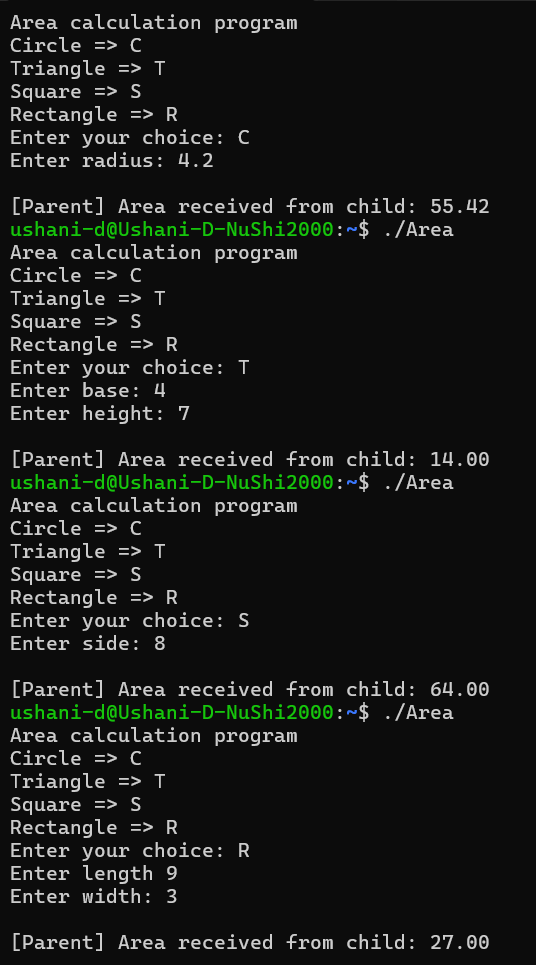 Area calculation program
Circle => C
Triangle => T
Square => S
Rectangle => R
Enter your choice: C
Enter radius: 4.2
[Parent] Area received from child: 55.42
ushani-d@Ushani-D-NuShi2000:~$ ./Area
Area calculation program
Circle => C
Triangle => T
Square => S
Rectangle => R
Enter your choice: T
Enter base: 4
Enter height: 7
[Parent] Area received from child: 14.00
ushani-d@Ushani-D-NuShi2000:~$ ./Area
Area calculation program
Circle => C
Triangle => T
Square => S
Rectangle => R
Enter your choice: S
Enter side: 8
[Parent] Area received from child: 64.00
ushani-d@Ushani-D-NuShi2000:~$ ./Area
Area calculation program
Circle => C
Triangle => T
Square => S
Rectangle => R
Enter your choice: R
Enter length 9
Enter width: 3
[Parent] Area received from child: 27.00